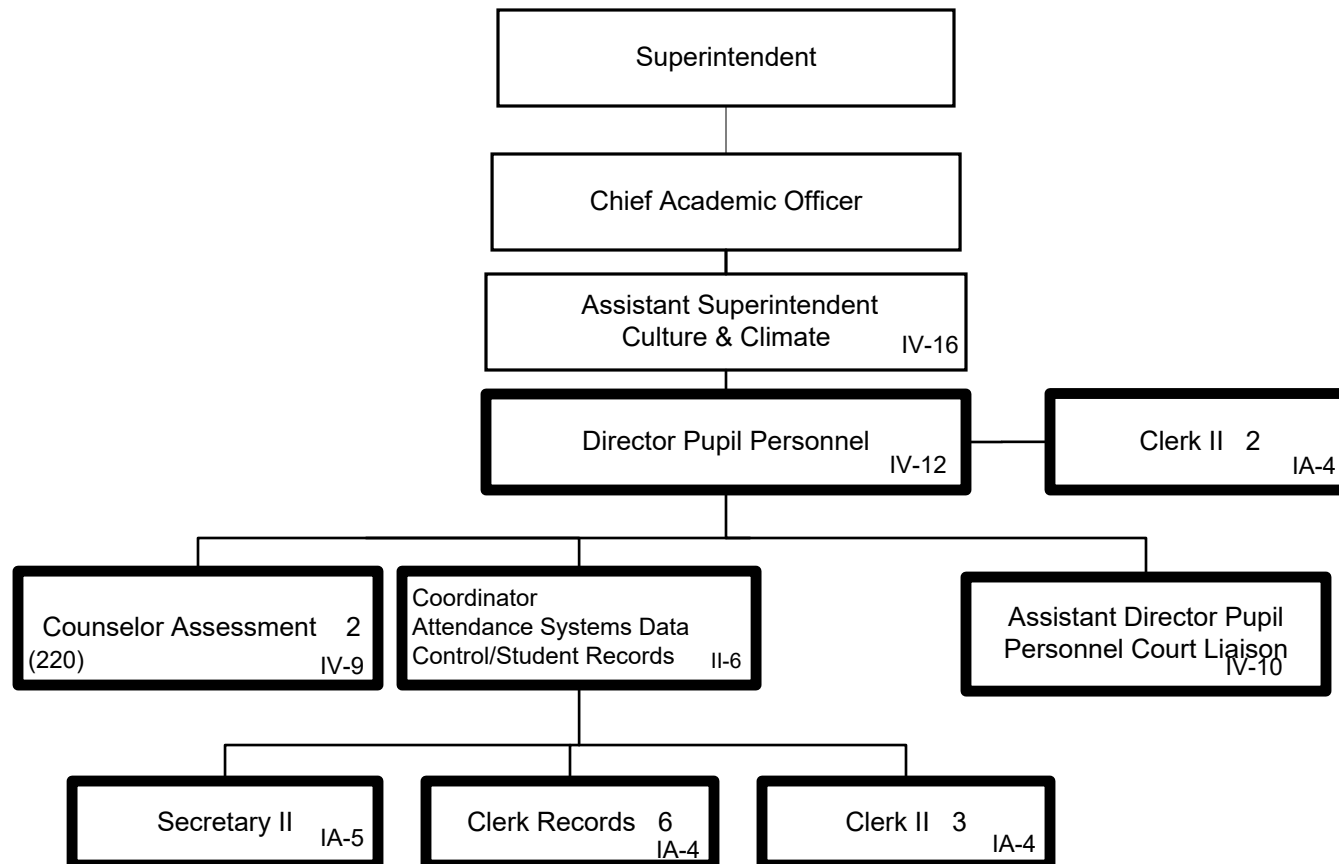 Superintendent
Chief Academic Officer
Assistant Superintendent
Culture & Climate
IV-16
Director Pupil Personnel
IV-12
Clerk II 2
IA-4
Counselor Assessment 2
(220)
IV-9
Coordinator
Attendance Systems Data
Control/Student Records
II-6
Assistant Director Pupil
Personnel Court Liaison
IV-10
Secretary II
IA-5
Clerk Records 6
IA-4
Clerk II 3
IA-4